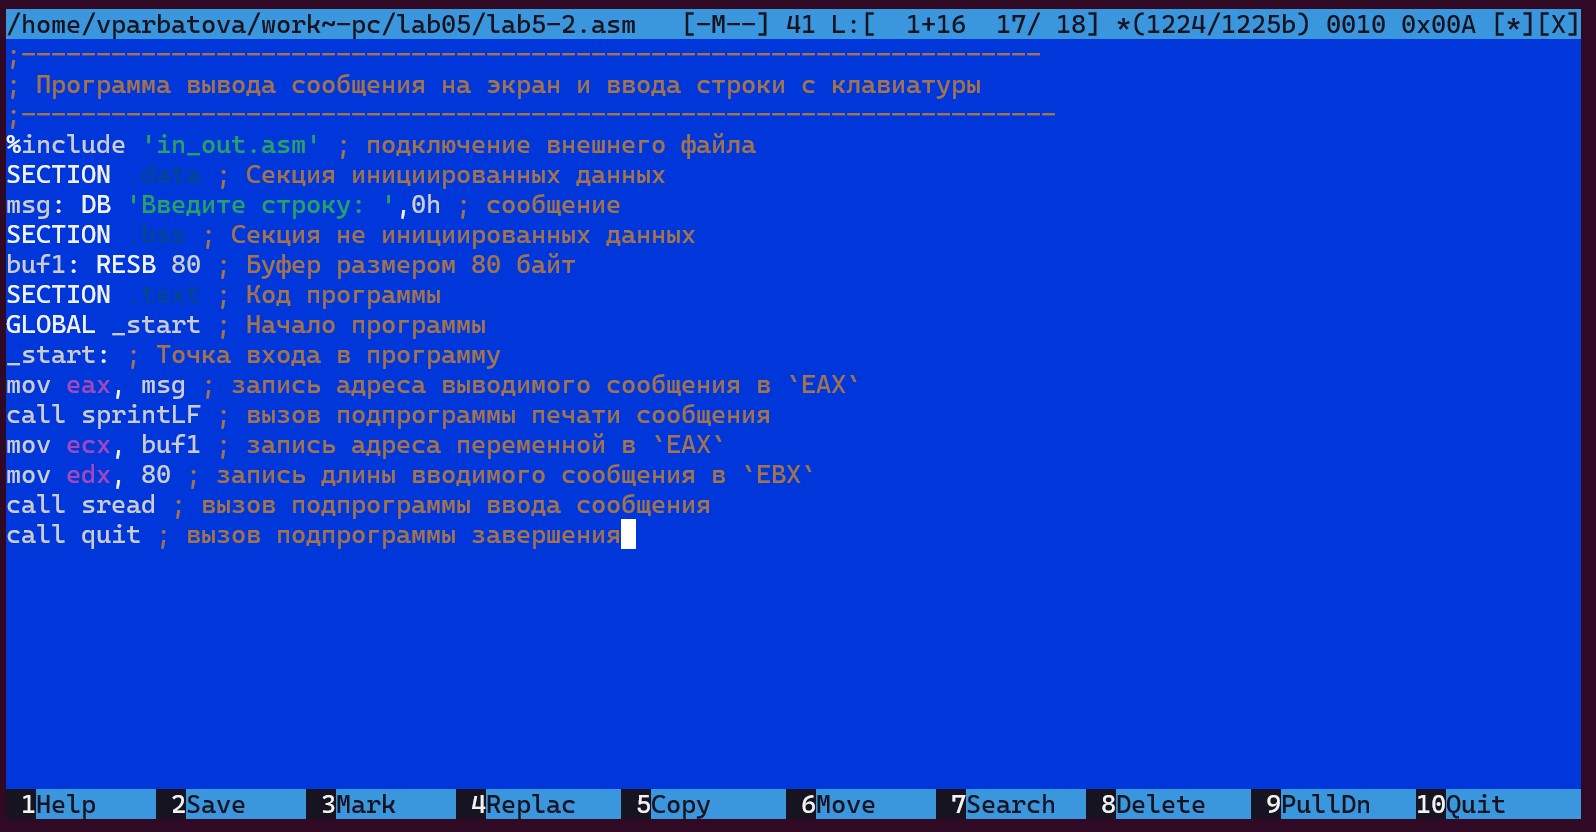 /home/vparbatova/work~-pc/lab05/lab5-2.asm   [-M--] 41 L:[  1+16  17/ 18] *(1224/1225b) 0010 0x00A [*][X]
;--------------------------------------------------------------------
; Программа вывода сообщения на экран и ввода строки с клавиатуры
;---------------------------------------------------------------------
%include 'in_out.asm' ; подключение внешнего файла
SECTION .data ; Секция инициированных данных
msg: DB 'Введите строку: ',0h ; сообщение
SECTION .bss ; Секция не инициированных данных
buf1: RESB 80 ; Буфер размером 80 байт
SECTION .text ; Код программы
GLOBAL _start ; Начало программы
_start: ; Точка входа в программу
mov eax, msg ; запись адреса выводимого сообщения в `EAX`
call sprintLF ; вызов подпрограммы печати сообщения
mov ecx, buf1 ; запись адреса переменной в `EAX`
mov edx, 80 ; запись длины вводимого сообщения в `EBX`
call sread ; вызов подпрограммы ввода сообщения
call quit ; вызов подпрограммы завершения
1Help 2Save 3Mark 4Replac 5Copy 6Move 7Search 8Delete 9PullDn 10Quit